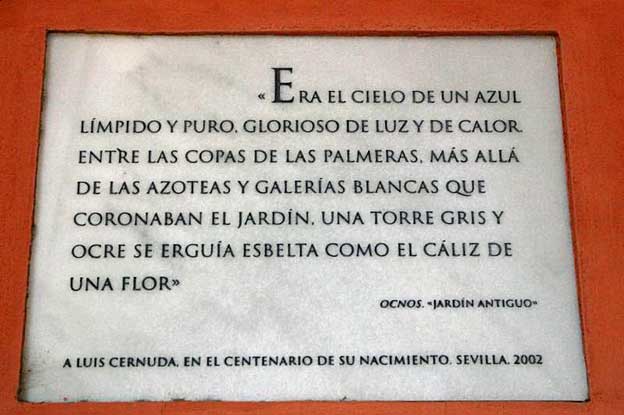 « ERA EL CIELO DE UN AZUL
LÍMPIDO Y PURO, GLORIOSO DE LUZ Y DE CALOR.
ENTRE LAS COPAS DE LAS PALMERAS, MÁS ALLÁ
DE LAS AZOTEAS Y GALERÍAS BLANCAS QUE
CORONABAN EL JARDÍN, UNA TORRE GRIS Y
OCRE SE ERGUÍA ESBELTA COMO EL CÁLIZ DE
UNA FLOR»
OCNOS. «JARDÍN ANTIGUO»
A LUIS CERNUDA, EN EL CENTENARIO DE SU NACIMIENTO. SEVILLA. 2002